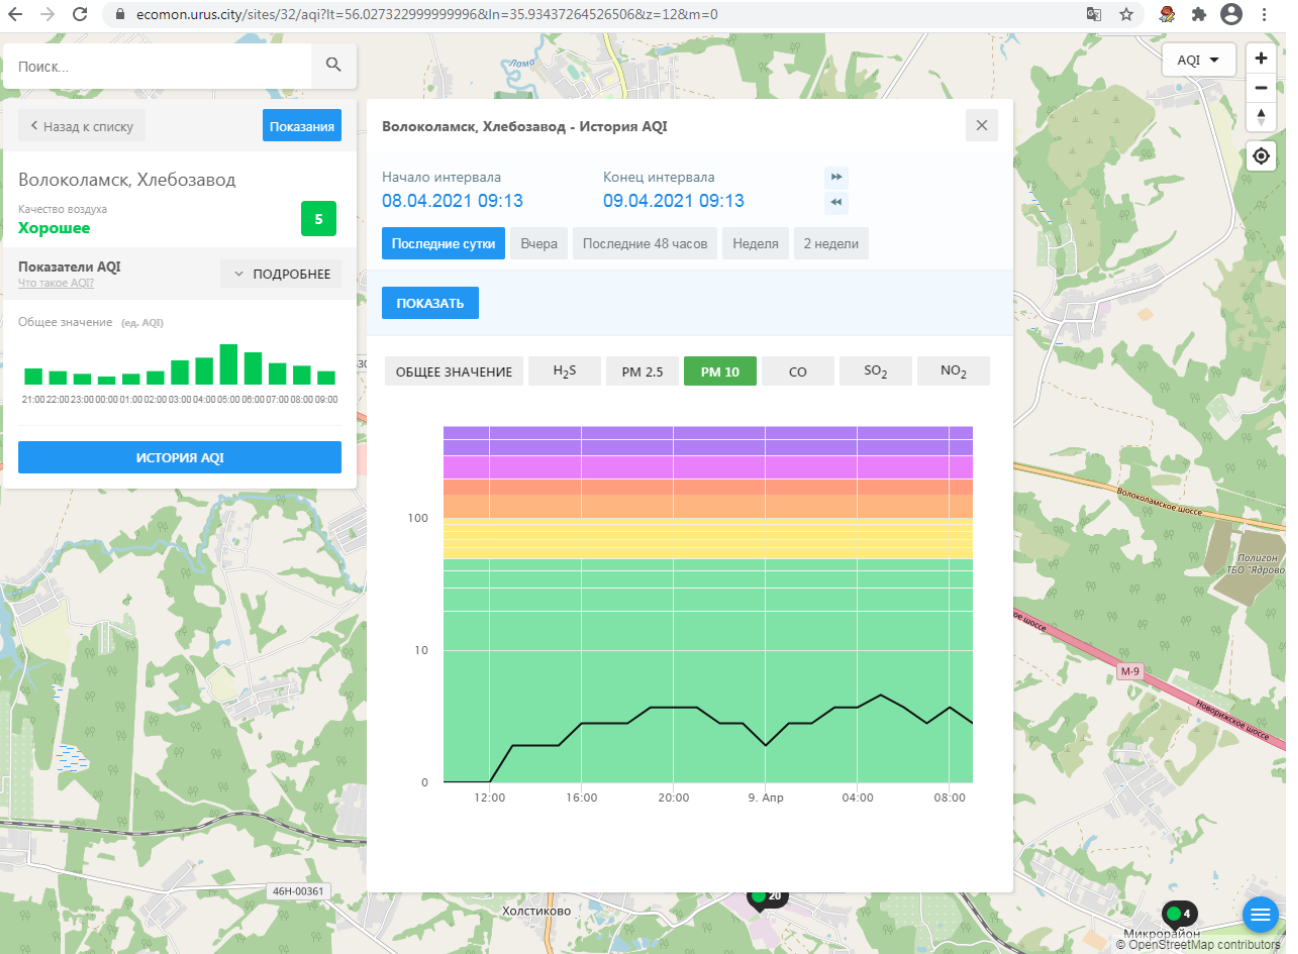 ecomon.urus.city/sites/32/aqi?lt=56.027322999999996&ln=35.93437264526506&z=12&m=0
Поиск...
AQI
Лама
Назад к списку
Показания
Волоколамск, Хлебозавод
Качество воздуха
Хорошее
5
Показатели AQI
Что такое AQI?
ПОДРОБНЕЕ
Общее значение (ед. AQI)
21:00 22:00 23:00 00:00 01:00 02:00 03:00 04:00 05:00 06:00 07:00 08:00 09:00
ИСТОРИЯ AQI
Волоколамск, Хлебозавод - История AQI
Начало интервала
Конец интервала
08.04.2021 09:13
09.04.2021 09:13
Последние сутки
Вчера
Последние 48 часов
Неделя
2 недели
ПОКАЗАТЬ
ОБЩЕЕ ЗНАЧЕНИЕ
H2S
PM 2.5
PM 10
CO
SO2
NO2
100
10
0
12:00
16:00
20:00
9. Апр
04:00
08:00
Волоколамское шоссе
Полигон
ТБО "Ядрово
ое шоссе
М-9
Новорижское шоссе
46Н-00361
Холстиково
20
4
Микрорайон
© OpenStreetMap contributors